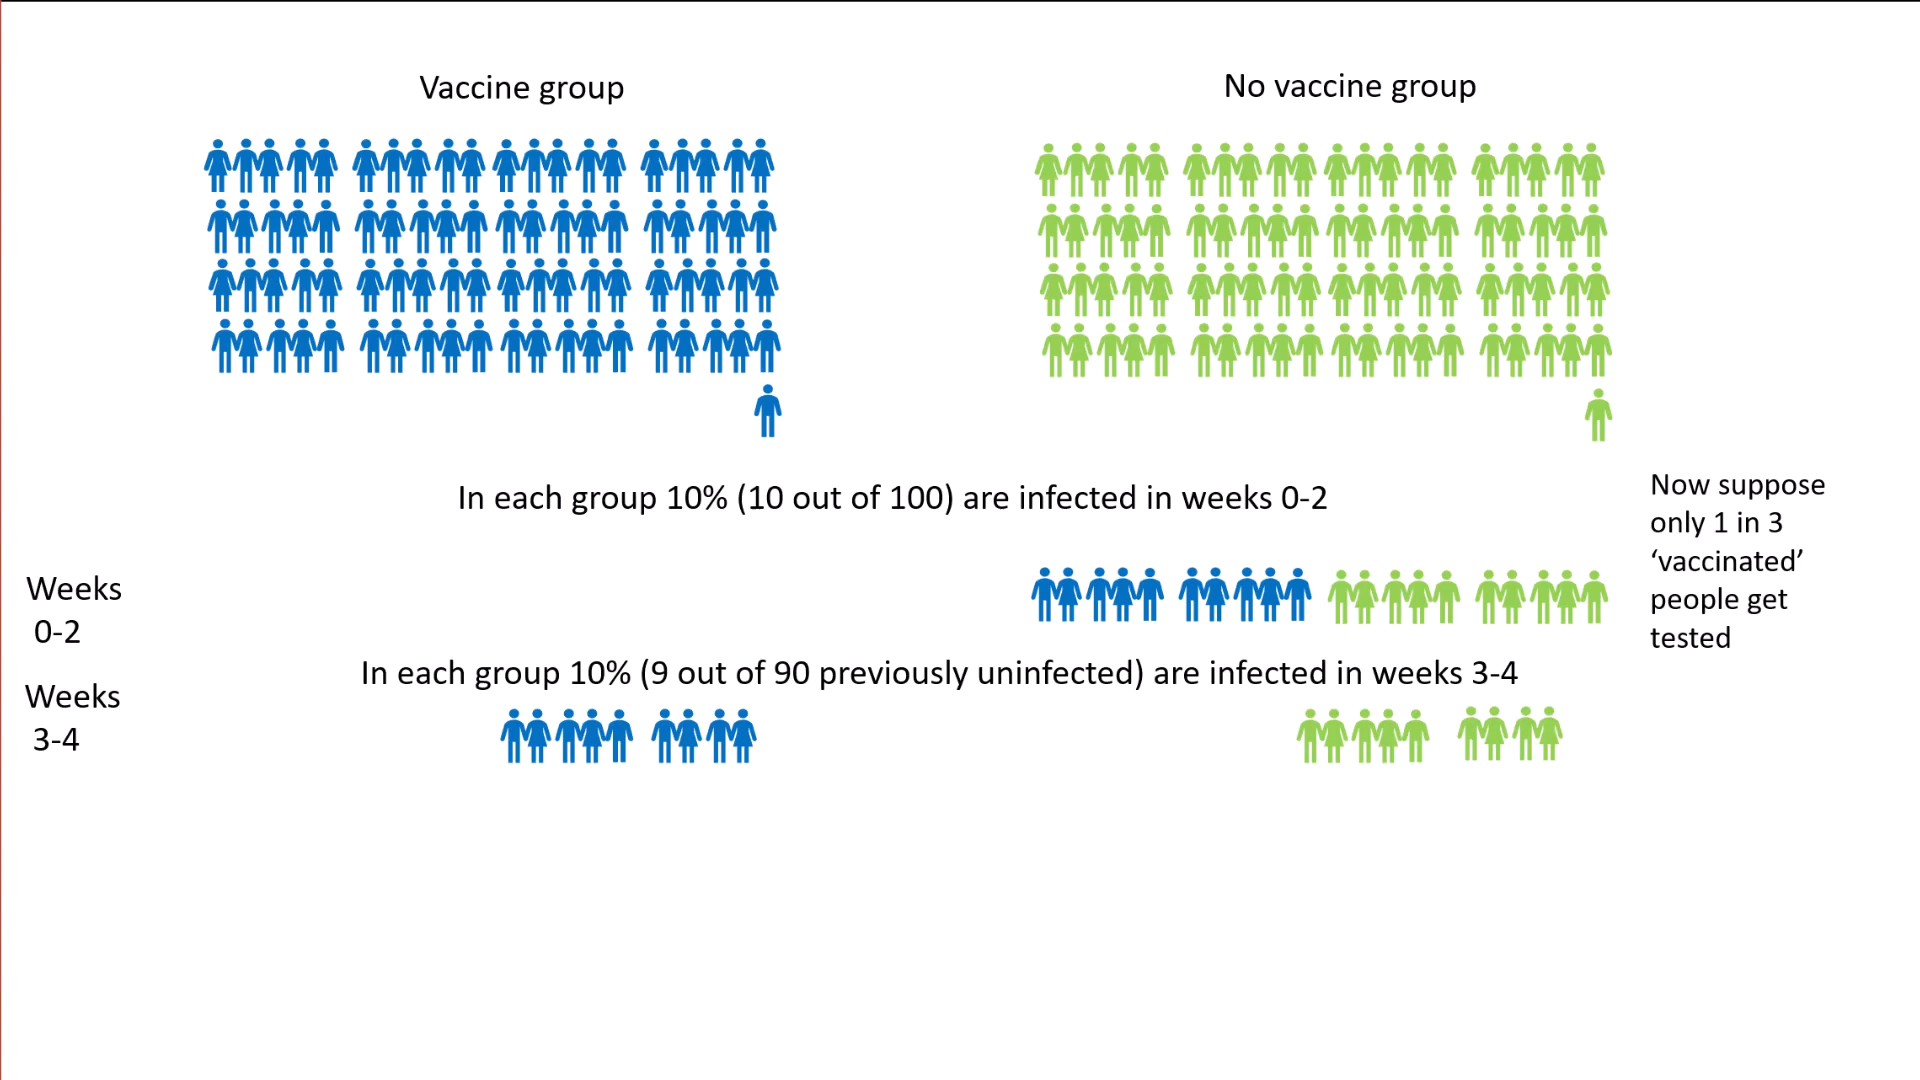 Vaccine group
No vaccine group
In each group 10% (10 out of 100) are infected in weeks 0-2
Now suppose
only 1 in 3
‘vaccinated’
people get
tested
Weeks
0-2
In each group 10% (9 out of 90 previously uninfected) are infected in weeks 3-4
Weeks
3-4